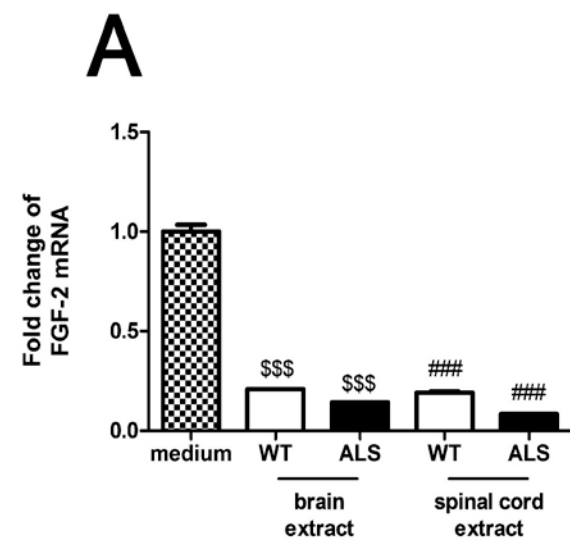 A
Fold change of
FGF-2 mRNA
1.5
1.0
0.5
0.0
$$$
$$$
###
###
medium
WT
ALS
WT
ALS
brain
extract
spinal cord
extract